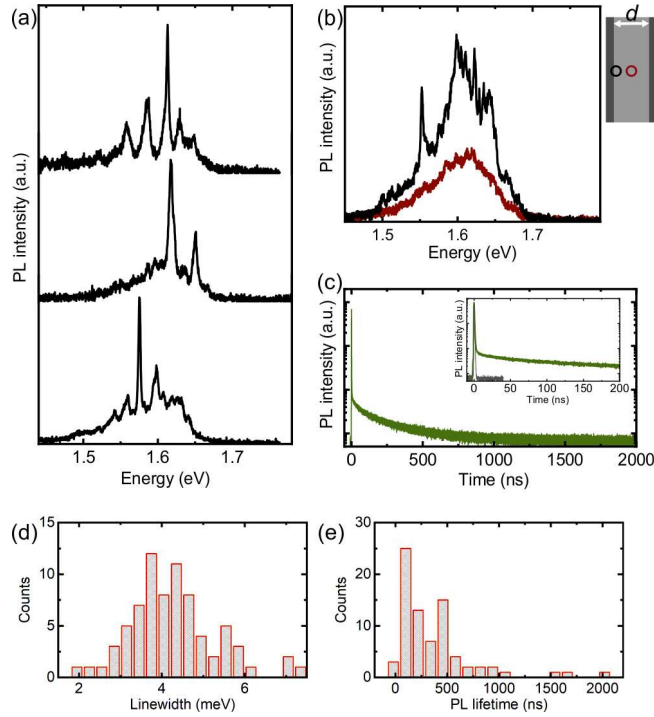 (a)
PL intensity (a.u.)
1.5 1.6 1.7
Energy (eV)
(b)
d
PL intensity (a.u.)
1.5 1.6 1.7
Energy (eV)
(c)
PL intensity (a.u.)
PL intensity (a.u.)
0 50 100 150 200
Time (ns)
0 500 1000 1500 2000
Time (ns)
(d)
Counts
15
10
5
0
2 4 6
Linewidth (meV)
(e)
Counts
30
20
10
0
0 500 1000 1500 2000
PL lifetime (ns)